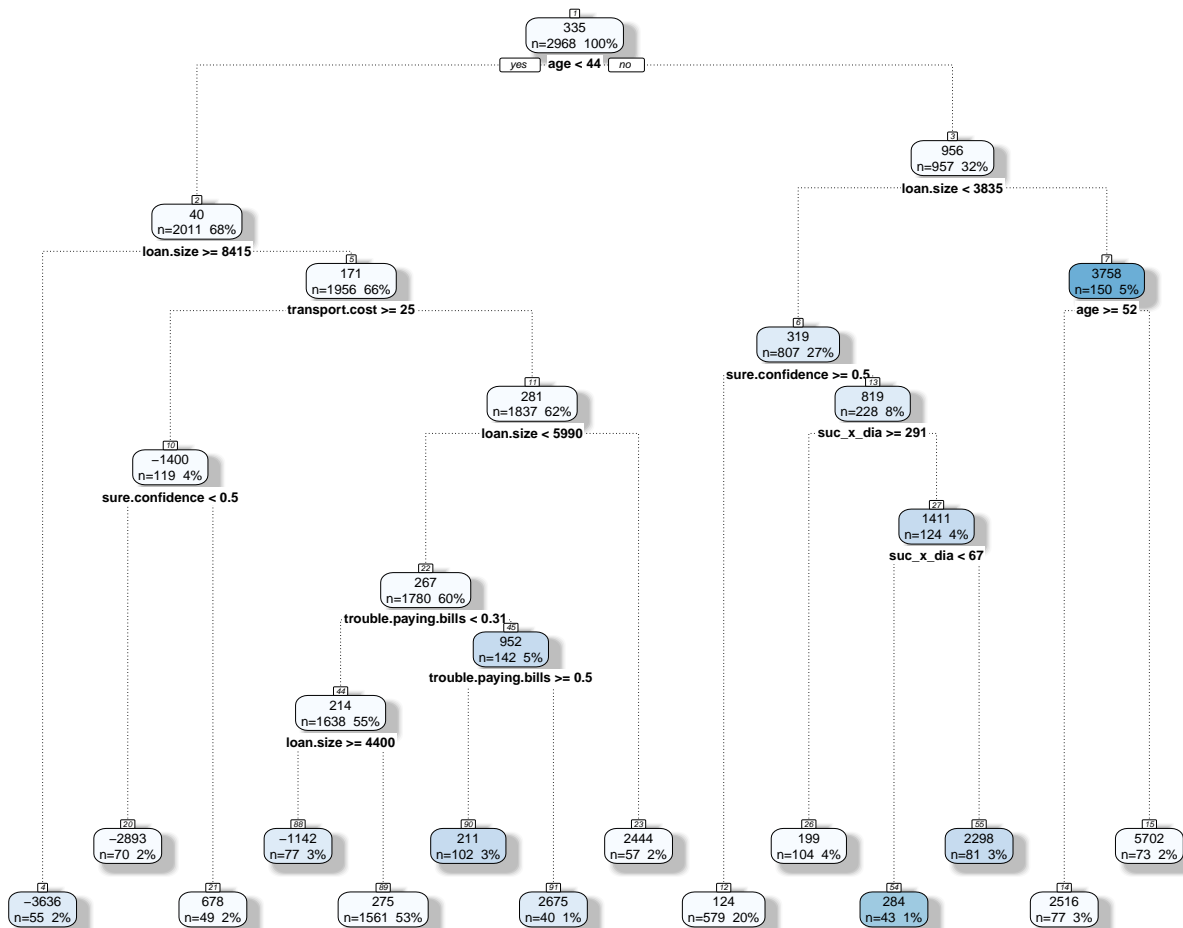 1
335
n=2968 100%
yes age < 44 no
3
956
n=957 32%
loan.size < 3835
2
40
n=2011 68%
loan.size >= 8415
5
171
n=1956 66%
transport.cost >= 25
7
3758
n=150 5%
age >= 52
6
319
n=807 27%
sure.confidence >= 0.5
11
281
n=1837 62%
loan.size < 5990
13
819
n=228 8%
suc_x_dia >= 291
10
−1400
n=119 4%
sure.confidence < 0.5
27
1411
n=124 4%
suc_x_dia < 67
22
267
n=1780 60%
trouble.paying.bills < 0.31
45
952
n=142 5%
trouble.paying.bills >= 0.5
44
214
n=1638 55%
loan.size >= 4400
20
−2893
n=70 2%
88
−1142
n=77 3%
90
211
n=102 3%
23
2444
n=57 2%
26
199
n=104 4%
55
2298
n=81 3%
15
5702
n=73 2%
4
−3636
n=55 2%
21
678
n=49 2%
89
275
n=1561 53%
91
2675
n=40 1%
12
124
n=579 20%
54
284
n=43 1%
14
2516
n=77 3%